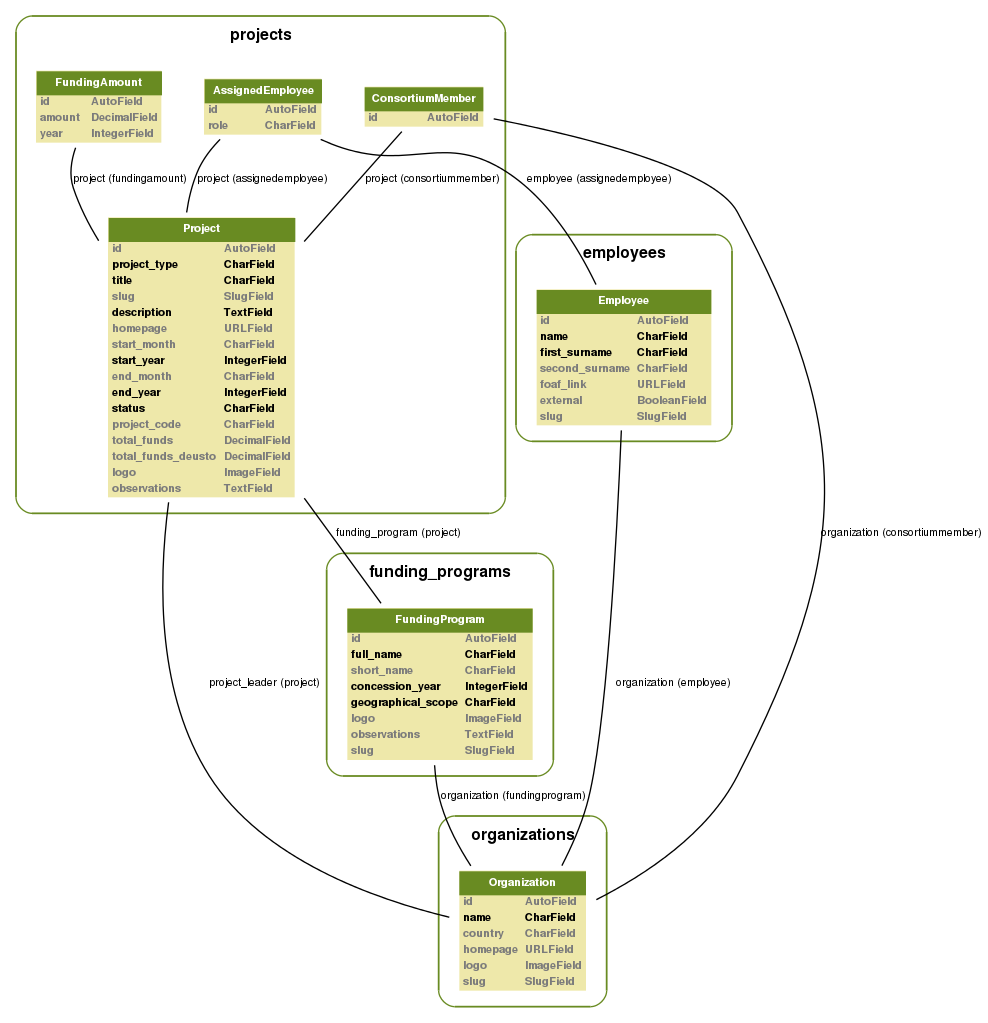 projects
FundingAmount
id AutoField
amount DecimalField
year IntegerField
AssignedEmployee
id AutoField
role CharField
ConsortiumMember
id AutoField
project (fundingamount)
project (assignedemployee)
project (consortiummember)
employee (assignedemployee)
Project
id AutoField
project_type CharField
title CharField
slug SlugField
description TextField
homepage URLField
start_month CharField
start_year IntegerField
end_month CharField
end_year IntegerField
status CharField
project_code CharField
total_funds DecimalField
total_funds_deusto DecimalField
logo ImageField
observations TextField
employees
Employee
id AutoField
name CharField
first_surname CharField
second_surname CharField
foaf_link URLField
external BooleanField
slug SlugField
funding_program (project)
organization (consortiummember)
funding_programs
FundingProgram
id AutoField
full_name CharField
short_name CharField
concession_year IntegerField
geographical_scope CharField
logo ImageField
observations TextField
slug SlugField
project_leader (project)
organization (employee)
organization (fundingprogram)
organizations
Organization
id AutoField
name CharField
country CharField
homepage URLField
logo ImageField
slug SlugField